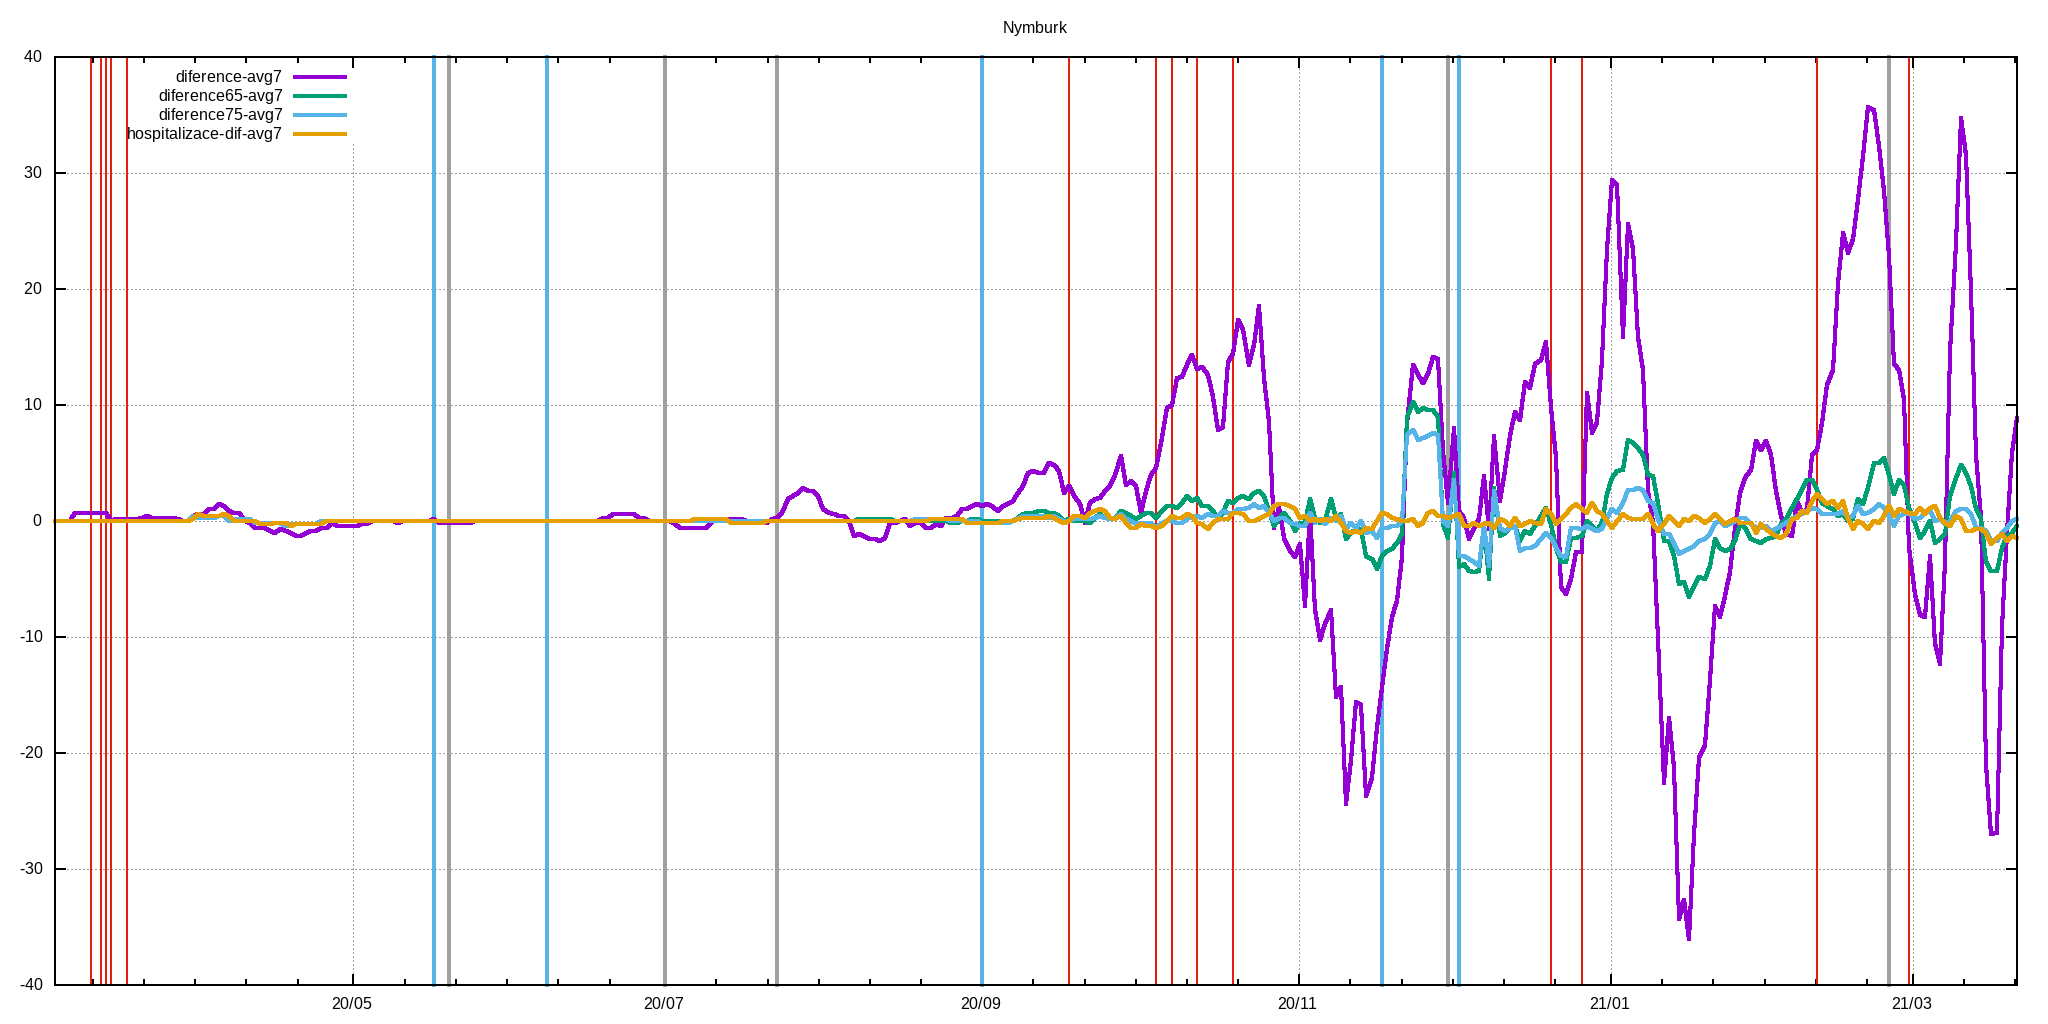 Nymburk
diference-avg7
diference65-avg7
diference75-avg7
hospitalizace-dif-avg7
40
30
20
10
0
-10
-20
-30
-40
20/05 20/07 20/09 20/11 21/01 21/03